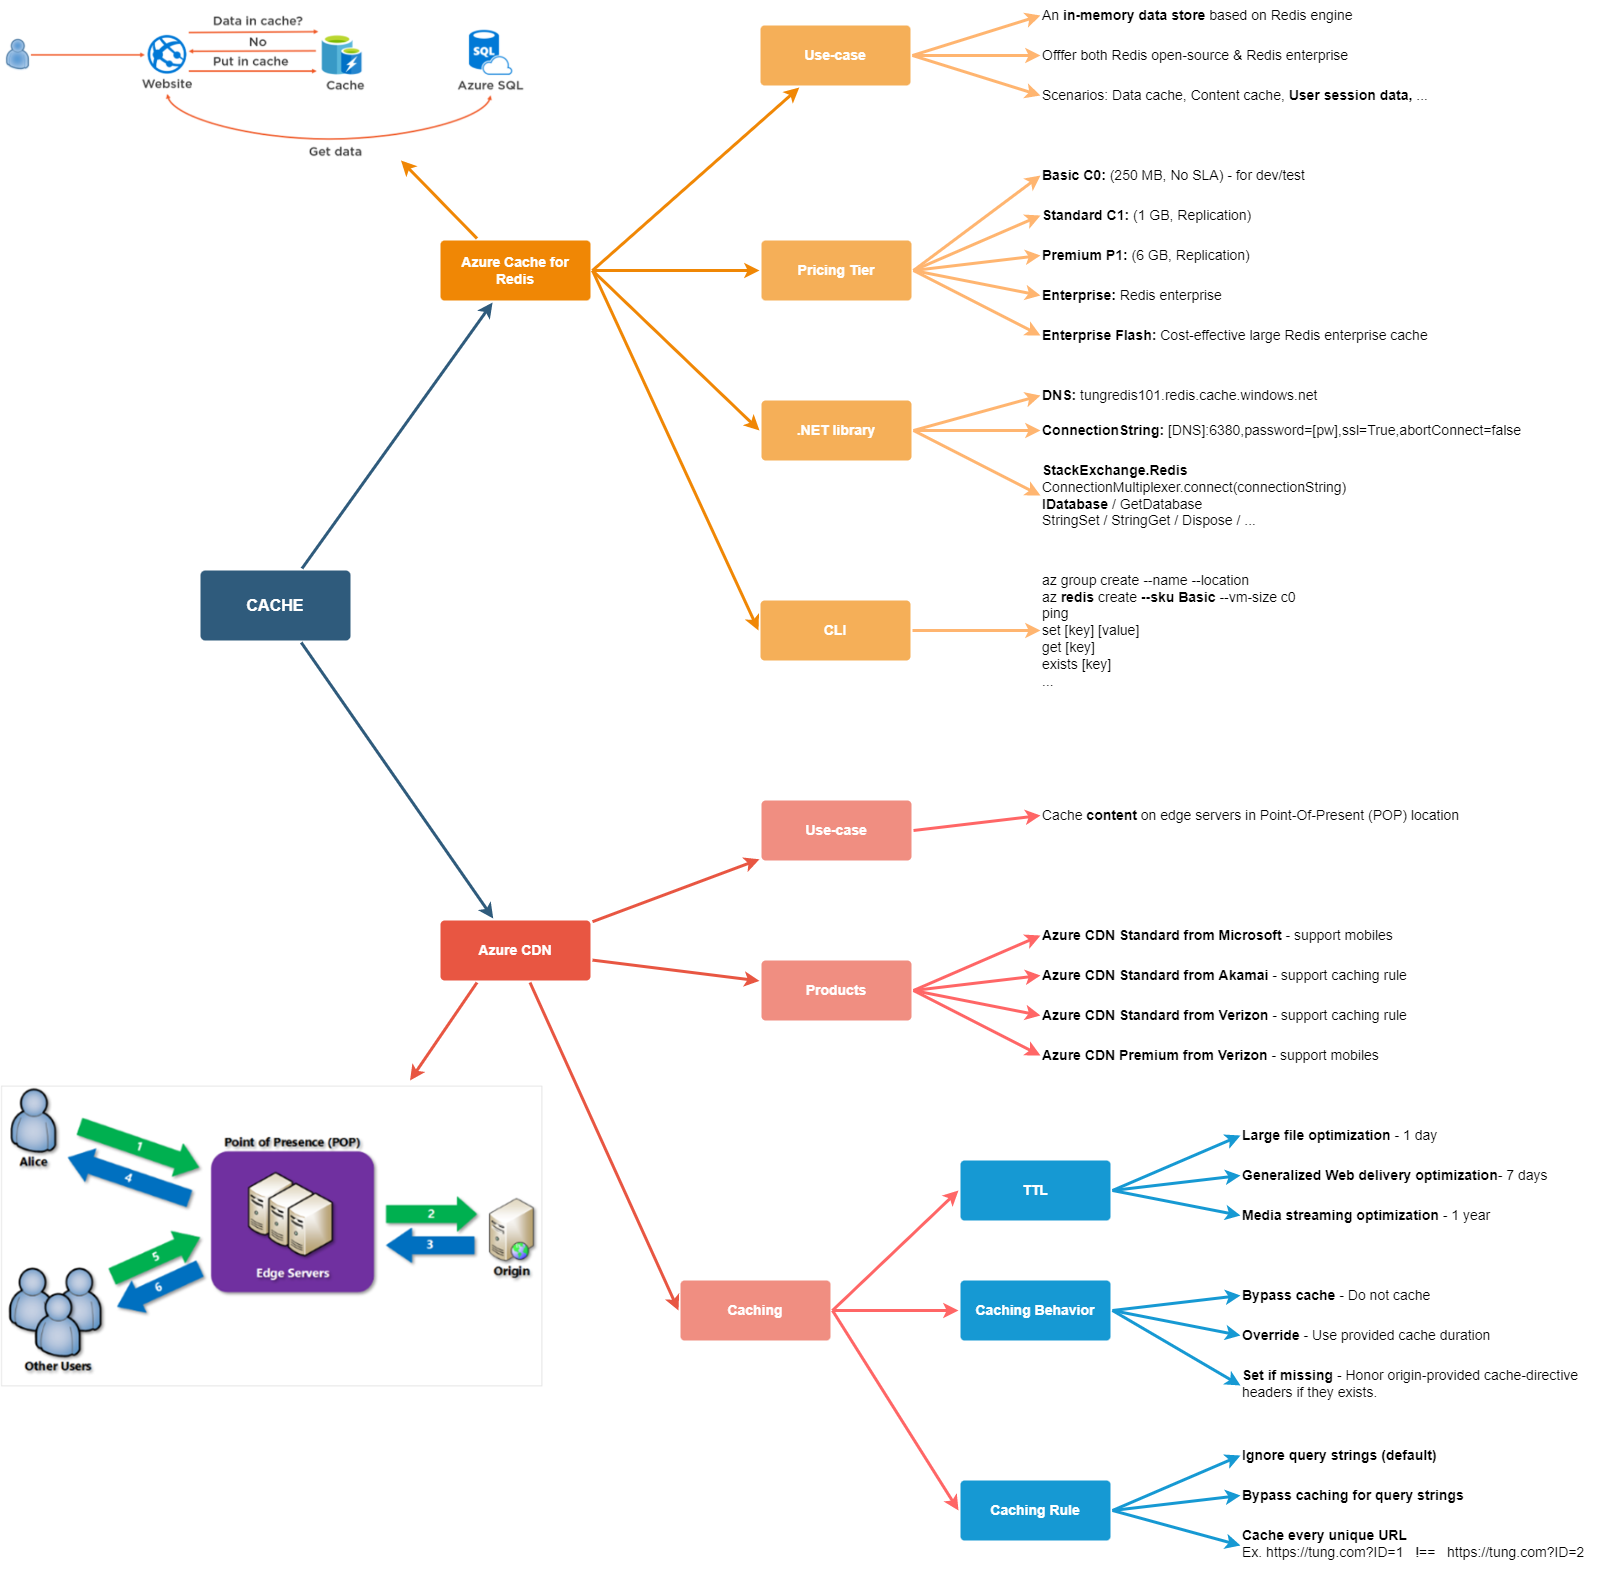 Data in cache?
No
Put in cache
Website
Cache
Azure SQL
SQL
Get data
Use-case
An in-memory data store based on Redis engine
Offfer both Redis open-source & Redis enterprise
Scenarios: Data cache, Content cache, User session data, ...
Azure Cache for
Redis
Pricing Tier
Basic C0: (250 MB, No SLA) - for dev/test
Standard C1: (1 GB, Replication)
Premium P1: (6 GB, Replication)
Enterprise: Redis enterprise
Enterprise Flash: Cost-effective large Redis enterprise cache
.NET library
DNS: tungredis101.redis.cache.windows.net
ConnectionString: [DNS]:6380,password=[pw],ssl=True,abortConnect=false
StackExchange.Redis
ConnectionMultiplexer.connect(connectionString)
IDatabase / GetDatabase
StringSet / StringGet / Dispose / ...
CACHE
CLI
az group create --name --location
az redis create --sku Basic --vm-size c0
ping
set [key] [value]
get [key]
exists [key]
...
Use-case
Cache content on edge servers in Point-Of-Present (POP) location
Azure CDN
Products
Azure CDN Standard from Microsoft - support mobiles
Azure CDN Standard from Akamai - support caching rule
Azure CDN Standard from Verizon - support caching rule
Azure CDN Premium from Verizon - support mobiles
Alice
1
4
Point of Presence (POP)
Edge Servers
2
3
Origin
5
6
Other Users
Caching
TTL
Large file optimization - 1 day
Generalized Web delivery optimization- 7 days
Media streaming optimization - 1 year
Caching Behavior
Bypass cache - Do not cache
Override - Use provided cache duration
Set if missing - Honor origin-provided cache-directive
headers if they exists.
Caching Rule
Ignore query strings (default)
Bypass caching for query strings
Cache every unique URL
Ex. https://tung.com?ID=1 !== https://tung.com?ID=2